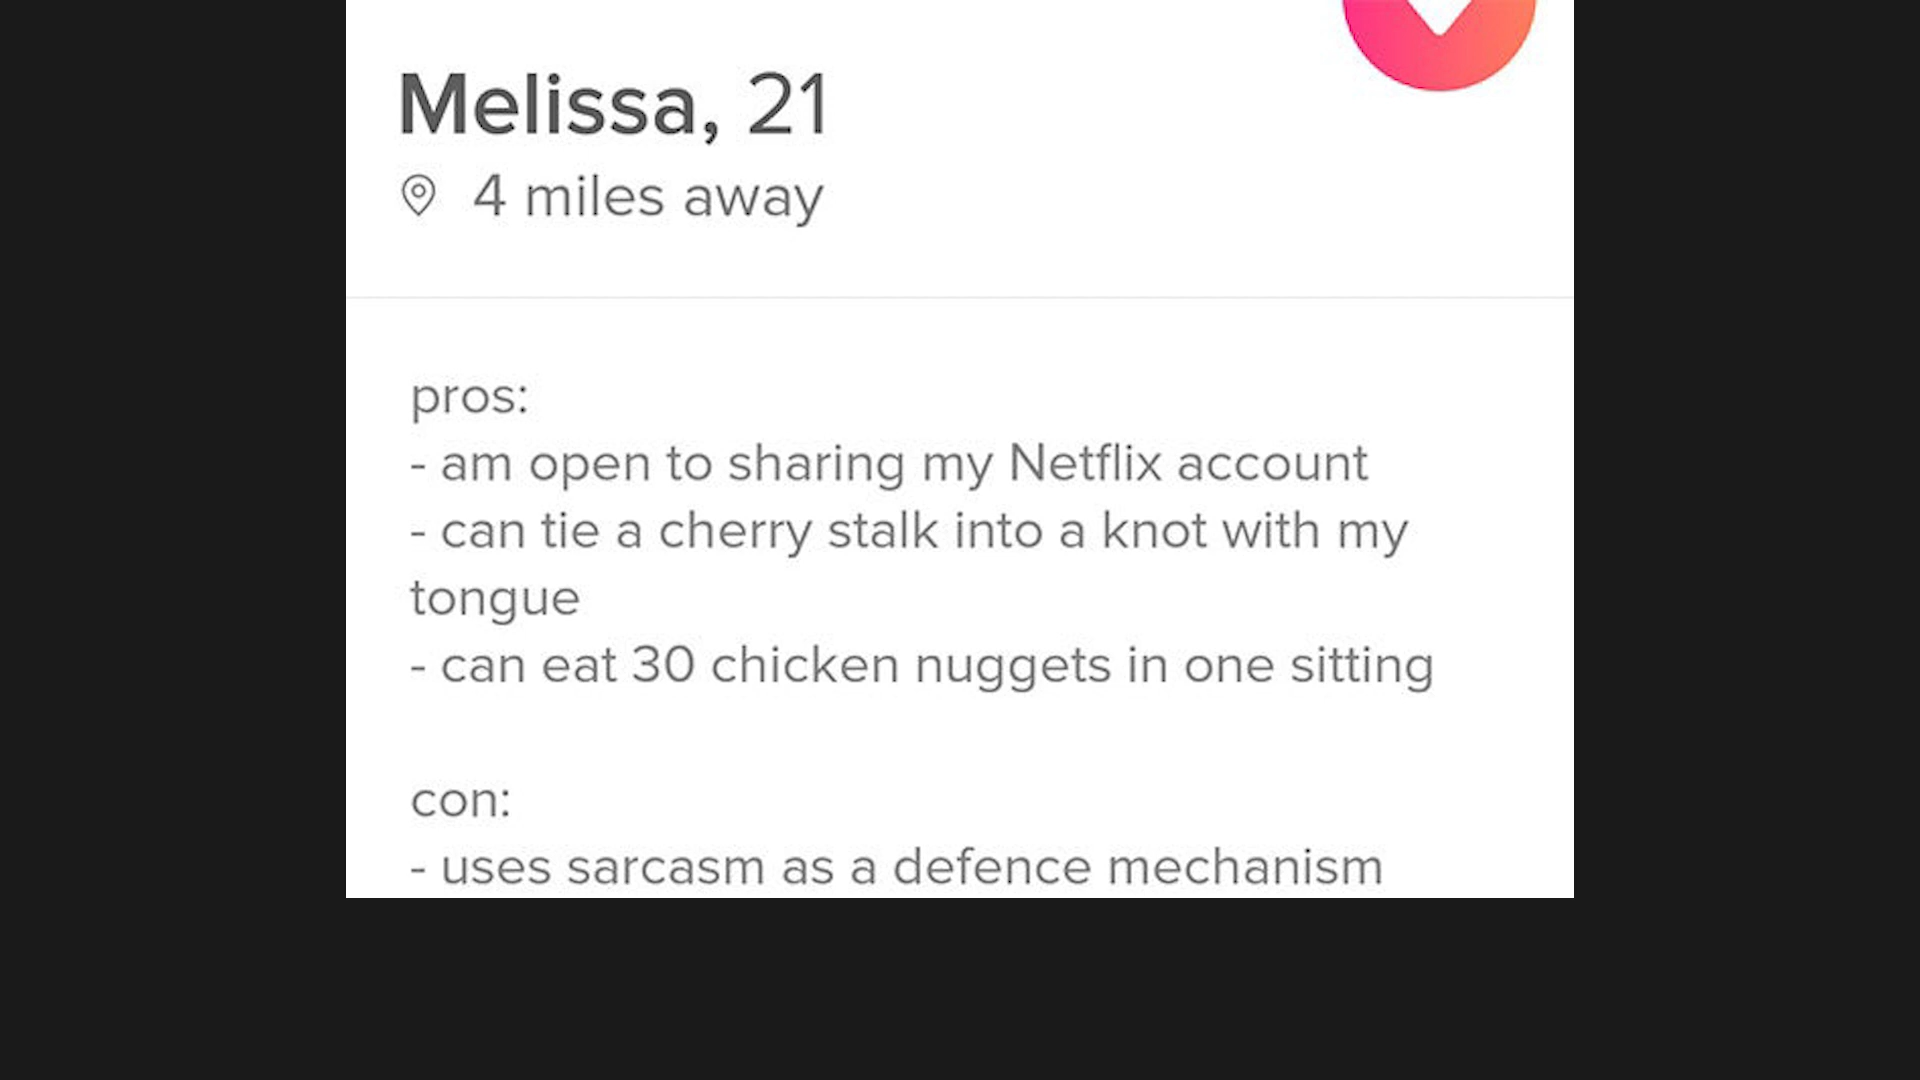 Melissa, 21
4 miles away
pros:
- am open to sharing my Netflix account
- can tie a cherry stalk into a knot with my
tongue
- can eat 30 chicken nuggets in one sitting
con:
- uses sarcasm as a defence mechanism